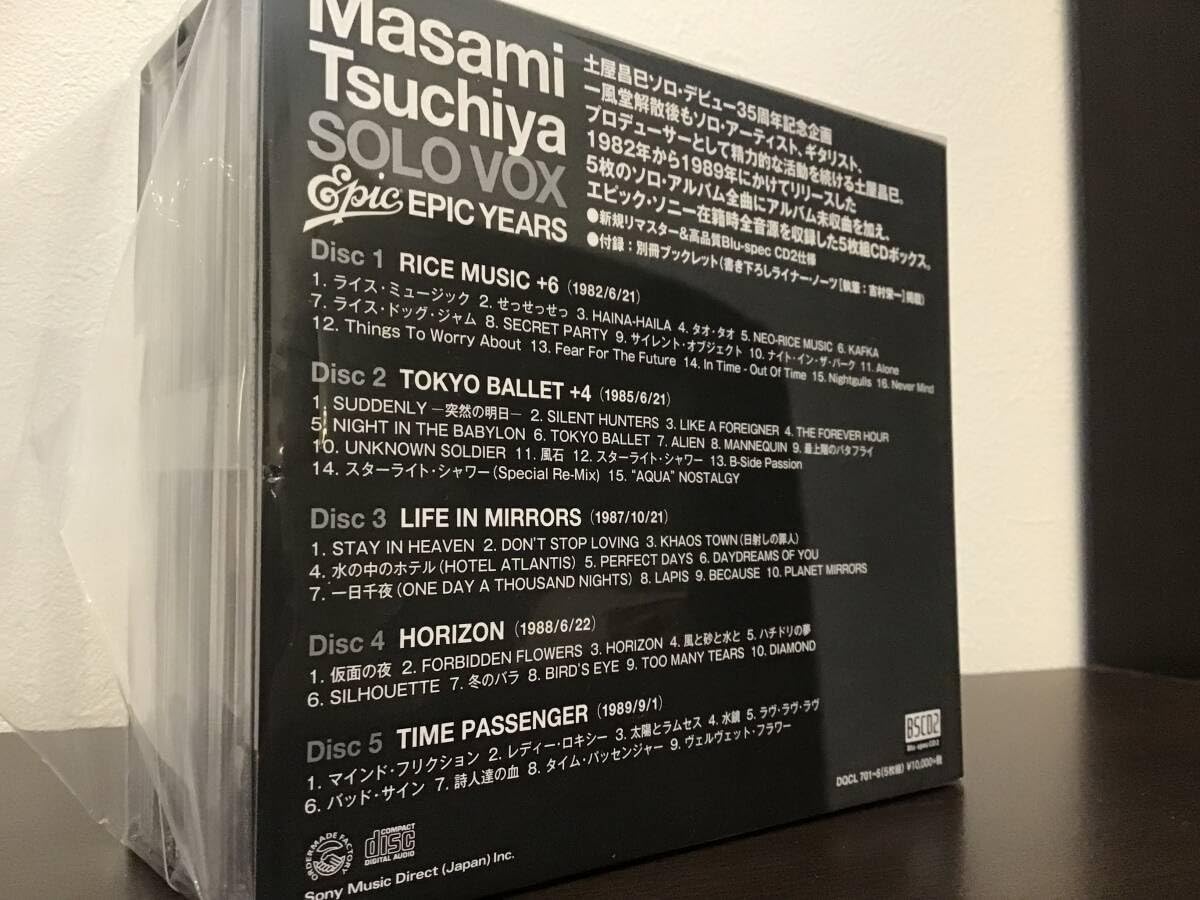 Masami
Tsuchiya
SOLO VOX
Epic EPIC YEARS
土屋昌巳ソロ・デビュー35周年記念企画
一風堂解散後もソロ・アーティスト、ギタリスト、
プロデューサーとして精力的な活動を続ける土屋昌巳。
1982年から1989年にかけてリリースした
5枚のソロ・アルバム全曲にアルバム未収曲を加え、
エピック・ソニー在籍時全音源を収録した5枚組CDボックス。
●新規リマスター&高品質Blu-spec CD2仕様
●付録：別冊ブックレット(書き下ろしライナー・ノーツ[執筆：吉村栄一]掲載)
Disc 1 RICE MUSIC +6 (1982/6/21)
1. ライス・ミュージック 2. せっせっせっ 3. HAINA-HAILA 4. タオ・タオ 5. NEO-RICE MUSIC 6. KAFKA
7. ライス・ドッグ・ジャム 8. SECRET PARTY 9. サイレント・オブジェクト 10. ナイト・イン・ザ・パーク 11. Alone
12. Things To Worry About 13. Fear For The Future 14. In Time - Out Of Time 15. Nightgulls 16. Never Mind
Disc 2 TOKYO BALLET +4 (1985/6/21)
1. SUDDENLY ―突然の明日― 2. SILENT HUNTERS 3. LIKE A FOREIGNER 4. THE FOREVER HOUR
5. NIGHT IN THE BABYLON 6. TOKYO BALLET 7. ALIEN 8. MANNEQUIN 9. 最上階のバタフライ
10. UNKNOWN SOLDIER 11. 風石 12. スターライト・シャワー 13. B-Side Passion
14. スターライト・シャワー(Special Re-Mix) 15. "AQUA" NOSTALGY
Disc 3 LIFE IN MIRRORS (1987/10/21)
1. STAY IN HEAVEN 2. DON'T STOP LOVING 3. KHAOS TOWN(日射しの罪人)
4. 水の中のホテル(HOTEL ATLANTIS) 5. PERFECT DAYS 6. DAYDREAMS OF YOU
7. 一日千夜(ONE DAY A THOUSAND NIGHTS) 8. LAPIS 9. BECAUSE 10. PLANET MIRRORS
Disc 4 HORIZON (1988/6/22)
1. 仮面の夜 2. FORBIDDEN FLOWERS 3. HORIZON 4. 風と砂と水と 5. ハチドリの夢
6. SILHOUETTE 7. 冬のバラ 8. BIRD'S EYE 9. TOO MANY TEARS 10. DIAMOND
Disc 5 TIME PASSENGER (1989/9/1)
1. マインド・フリクション 2. レディー・ロキシー 3. 太陽とラムセス 4. 水鏡 5. ラヴ・ラヴ・ラヴ
6. バッド・サイン 7. 詩人達の血 8. タイム・パッセンジャー 9. ヴェルヴェット・フラワー
BSCD2
Blu-spec CD2
DQCL 701~6(5枚組) ¥10,000+税
ORDERMADE FACTORY
COMPACT
disc
DIGITAL AUDIO
Sony Music Direct (Japan) Inc.